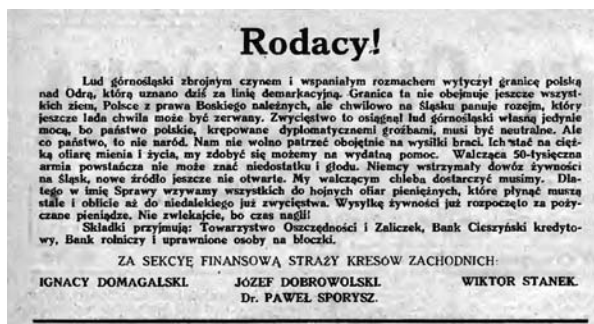 Rodacy!
Lud górnośląski zbrojnym czynem i wspaniałym rozmachem wytyczył granicę polską
nad Odrą, którą uznano dziś za linię demarkacyjną. Granica ta nie obejmuje jeszcze wszyst-
kich ziem, Polsce z prawa Boskiego należnych, ale chwilowo na Śląsku panuje rozejm, który
jeszcze lada chwila może być zerwany. Zwycięstwo to osiągnął lud górnośląski własną jedynie
mocą, bo państwo polskie, krępowane dyplomatycznemi groźbami, musi być neutralne. Ale
co państwo, to nie naród. Nam nie wolno patrzeć obojętnie na wysiłki braci. Ich stać na cięż-
ką ofiarę mienia i życia, my zdobyć się możemy na wydatną pomoc. Walcząca 50-tysięczna
armia powstańcza nie może znać niedostatku i głodu. Niemcy wstrzymały dowóz żywności
na Śląsk, nowe źródło jeszcze nie otwarte. My walczącym chleba dostarczyć musimy. Dla-
tego w imię Sprawy wzywamy wszystkich do hojnych ofiar pieniężnych, które płynąć muszą
stale i obficie aż do niedalekiego już zwycięstwa. Wysyłkę żywności już rozpoczęto za poży-
czane pieniądze. Nie zwlekajcie, bo czas nagli!
Składki przyjmują: Towarzystwo Oszczędności i Zaliczek, Bank Cieszyński kredyto-
wy, Bank rolniczy i uprawnione osoby na bloczki.
ZA SEKCYĘ FINANSOWĄ STRAŻY KRESÓW ZACHODNICH:
IGNACY DOMAGALSKI. JÓZEF DOBROWOLSKI. WIKTOR STANEK.
Dr. PAWEŁ SPORYSZ.